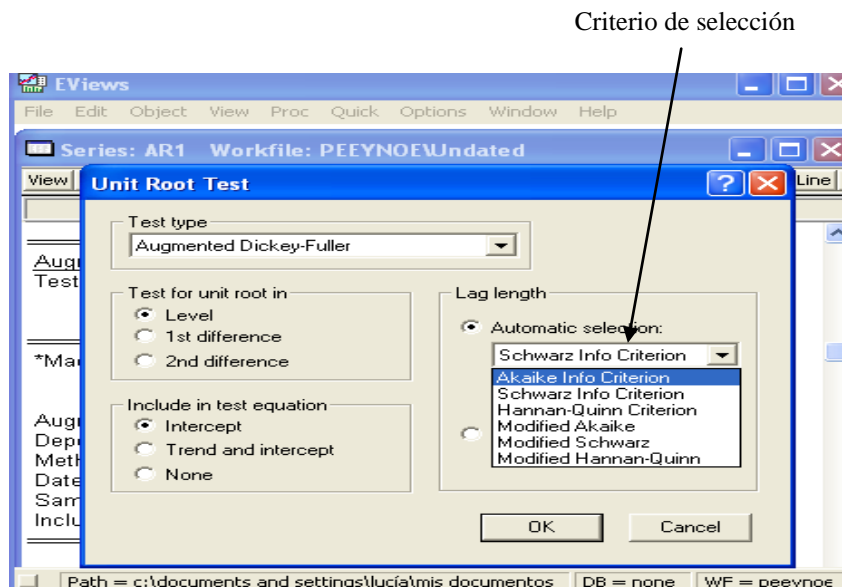 Criterio de selección
EViews
File Edit Object View Proc Quick Options Window Help
Series: AR1 Workfile: PEEYNOE\Undated
View Unit Root Test Line
Test type
Augmented Dickey-Fuller
Test
Test for unit root in
Level
1st difference
2nd difference
Lag length
Automatic selection:
Schwarz Info Criterion
Akaike Info Criterion
Schwarz Info Criterion
Hannan-Quinn Criterion
Modified Akaike
Modified Schwarz
Modified Hannan-Quinn
*Ma
Include in test equation
Intercept
Trend and intercept
None
Augr
Dep
Meth
Date
Sam
Inclu
OK Cancel
Path = c:\documents and settings\lucía\mis documentos DB = none WF = peeynoe